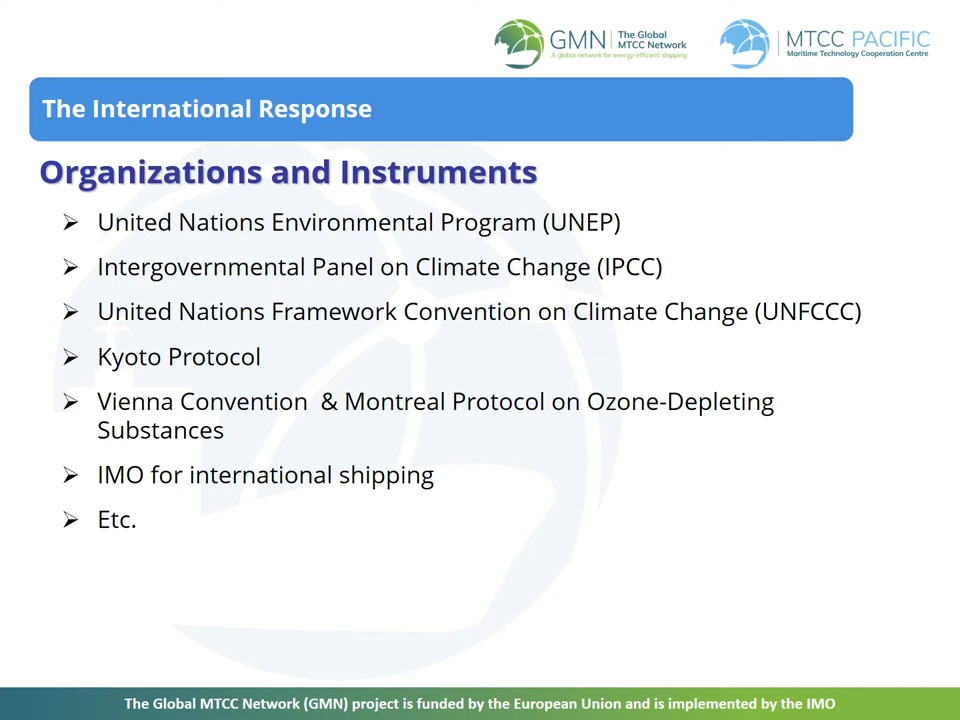 GMN The Global MTCC Network
A global network for energy-efficient shipping
MTCC PACIFIC
Maritime Technology Cooperation Centre
The International Response
Organizations and Instruments
➢ United Nations Environmental Program (UNEP)
➢ Intergovernmental Panel on Climate Change (IPCC)
➢ United Nations Framework Convention on Climate Change (UNFCCC)
➢ Kyoto Protocol
➢ Vienna Convention & Montreal Protocol on Ozone-Depleting
Substances
➢ IMO for international shipping
➢ Etc.
The Global MTCC Network (GMN) project is funded by the European Union and is implemented by the IMO